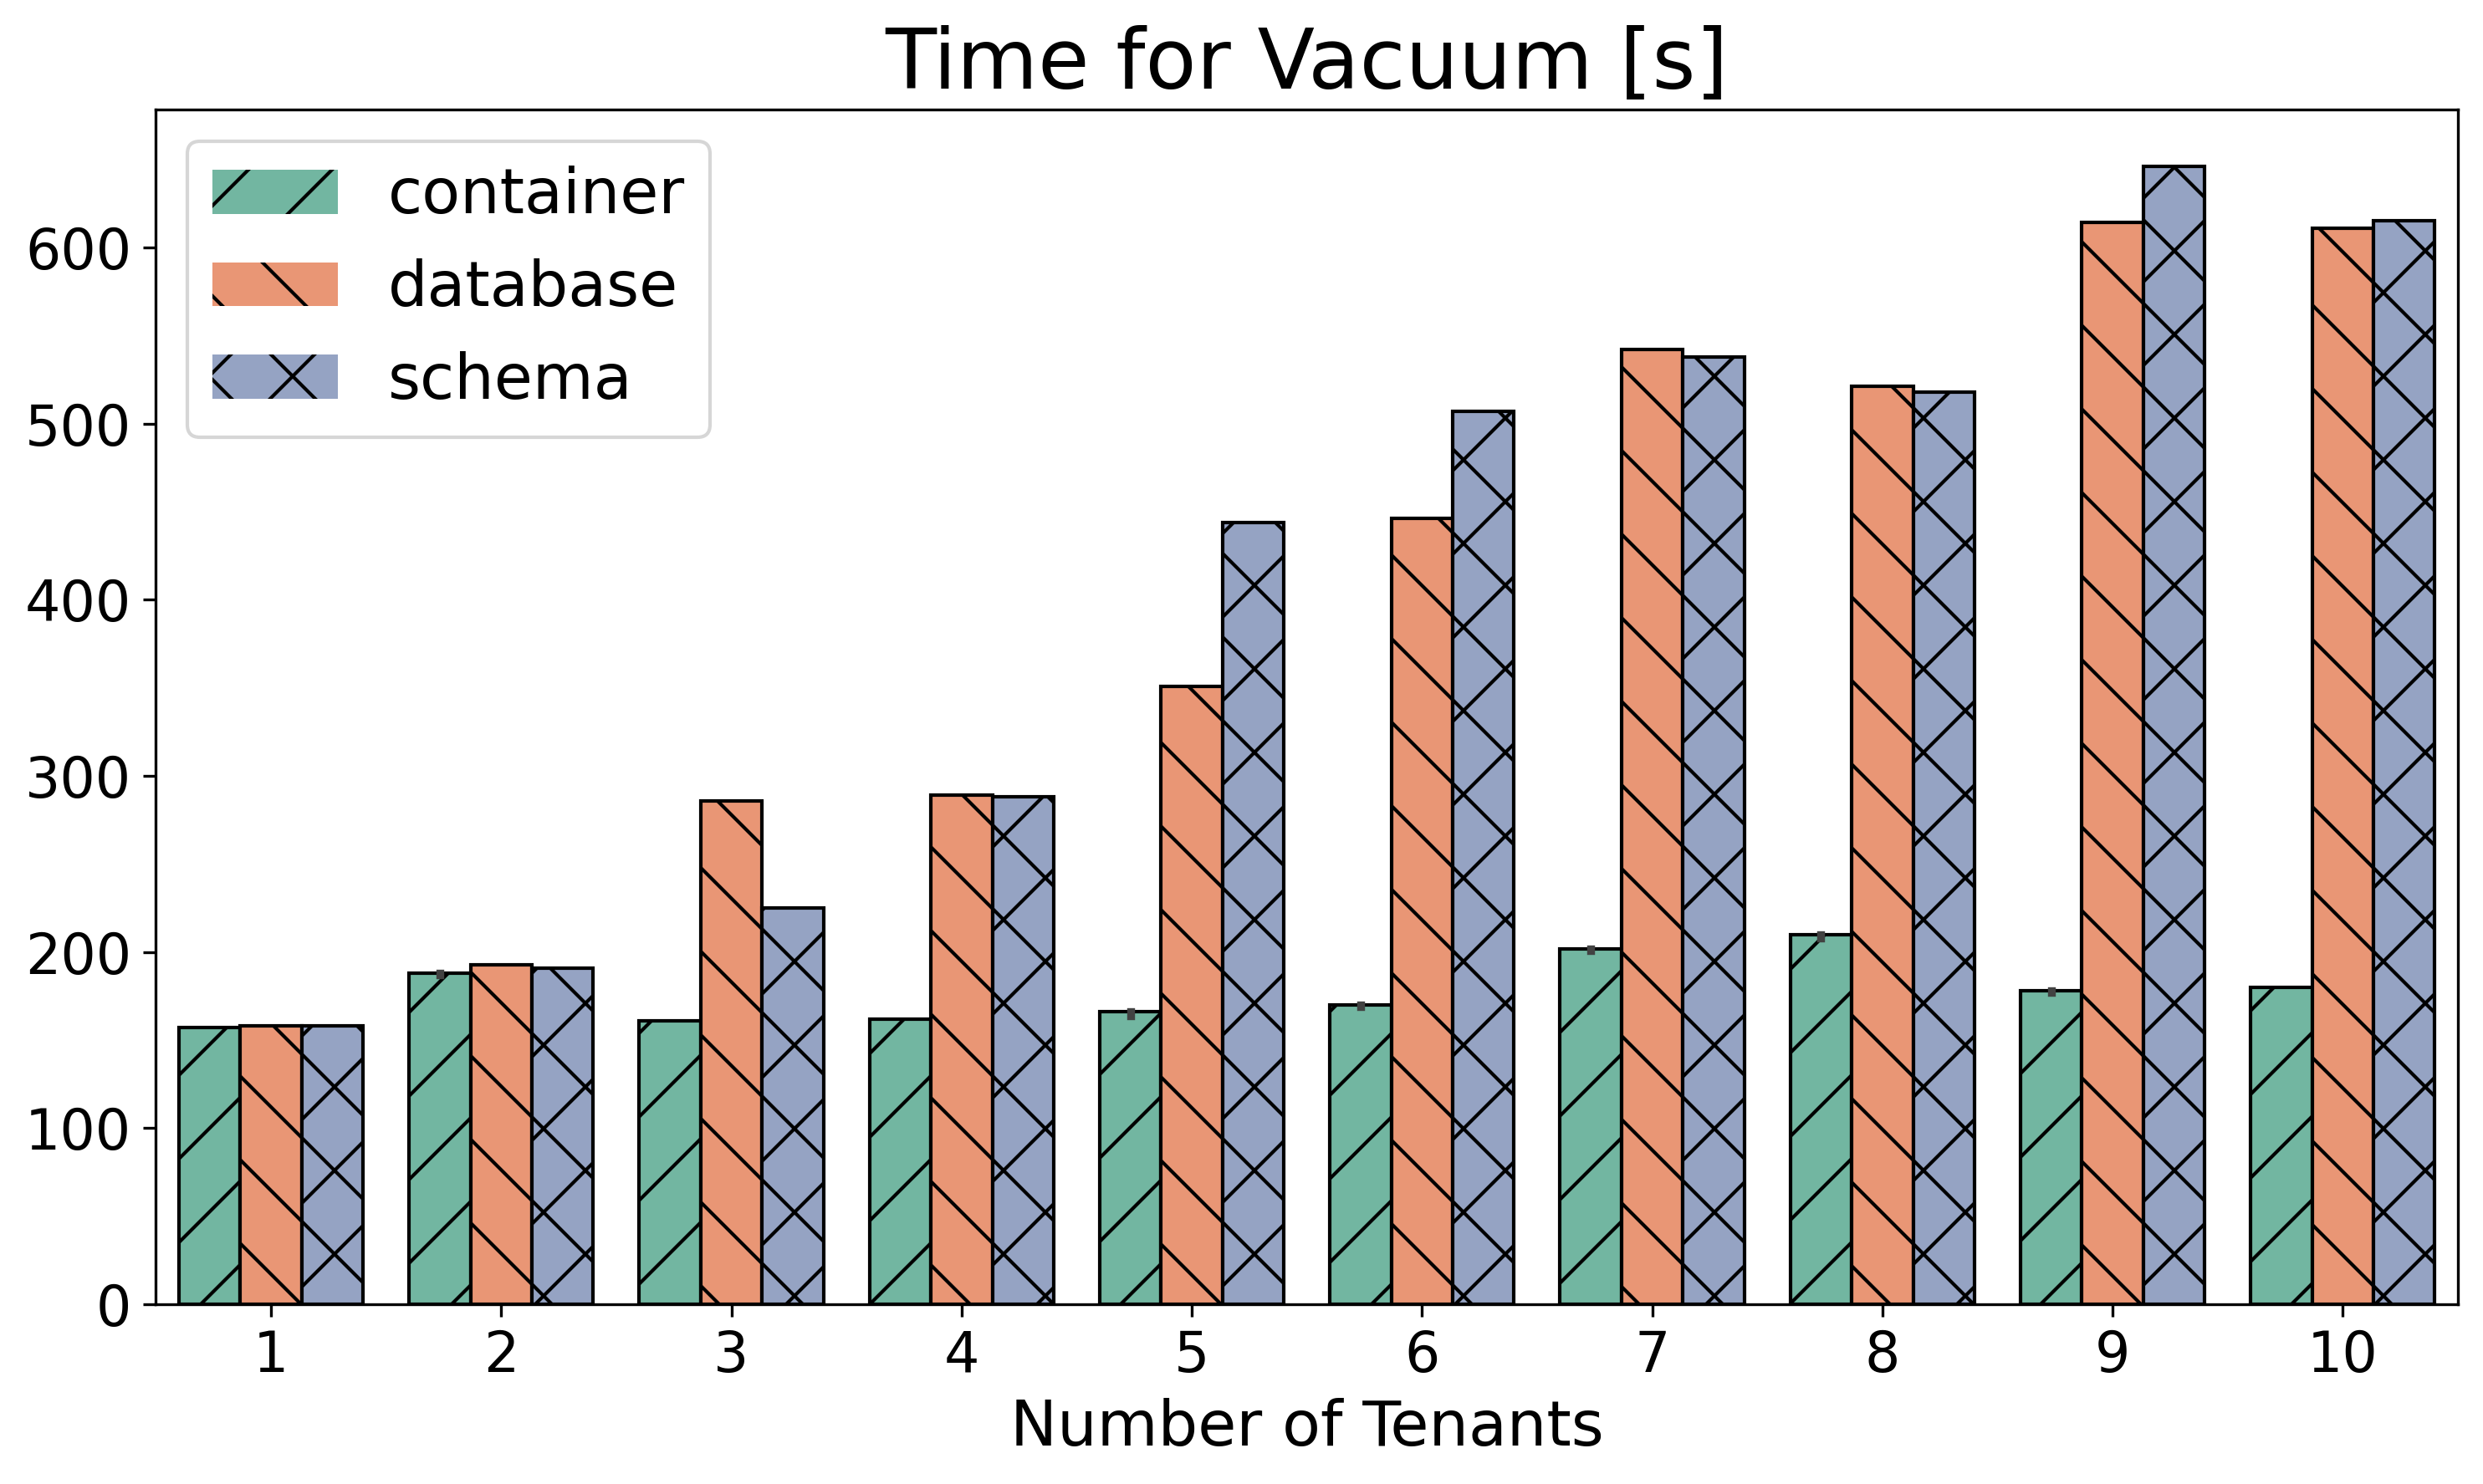 Time for Vacuum [s]
container
database
schema
600
500
400
300
200
100
0
1 2 3 4 5 6 7 8 9 10
Number of Tenants